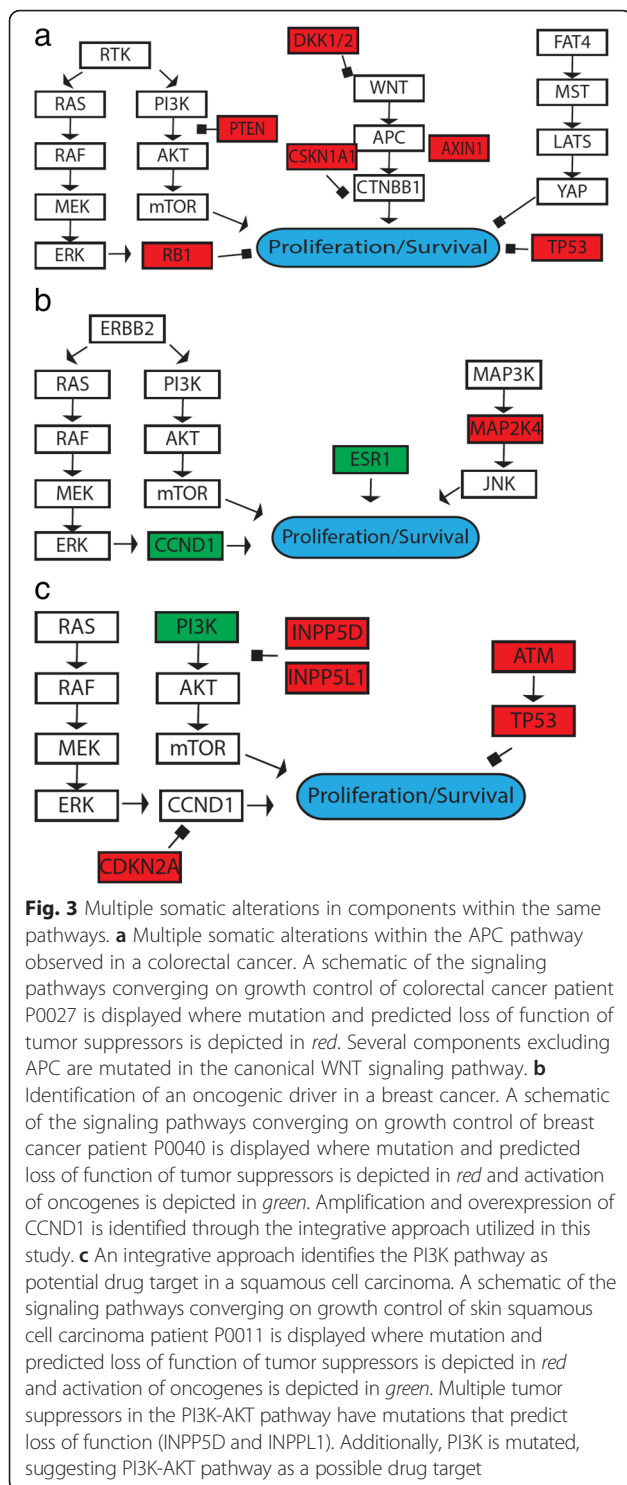 a
RTK
RAS
PI3K
PTEN
RAF
AKT
MEK
mTOR
ERK
RB1
DKK1/2
WNT
APC
AXIN1
CSKN1A1
CTNBB1
FAT4
MST
LATS
YAP
Proliferation/Survival
TP53
b
ERBB2
RAS
PI3K
RAF
AKT
MEK
mTOR
ERK
CCND1
ESR1
MAP3K
MAP2K4
JNK
Proliferation/Survival
c
RAS
PI3K
INPP5D
INPP5L1
RAF
AKT
MEK
mTOR
ERK
CCND1
CDKN2A
ATM
TP53
Proliferation/Survival
Fig. 3 Multiple somatic alterations in components within the same
pathways. a Multiple somatic alterations within the APC pathway
observed in a colorectal cancer. A schematic of the signaling
pathways converging on growth control of colorectal cancer patient
P0027 is displayed where mutation and predicted loss of function of
tumor suppressors is depicted in red. Several components excluding
APC are mutated in the canonical WNT signaling pathway. b
Identification of an oncogenic driver in a breast cancer. A schematic
of the signaling pathways converging on growth control of breast
cancer patient P0040 is displayed where mutation and predicted
loss of function of tumor suppressors is depicted in red and activation
of oncogenes is depicted in green. Amplification and overexpression of
CCND1 is identified through the integrative approach utilized in this
study. c An integrative approach identifies the PI3K pathway as
potential drug target in a squamous cell carcinoma. A schematic of the
signaling pathways converging on growth control of skin squamous
cell carcinoma patient P0011 is displayed where mutation and
predicted loss of function of tumor suppressors is depicted in red
and activation of oncogenes is depicted in green. Multiple tumor
suppressors in the PI3K-AKT pathway have mutations that predict
loss of function (INPP5D and INPPL1). Additionally, PI3K is mutated,
suggesting PI3K-AKT pathway as a possible drug target